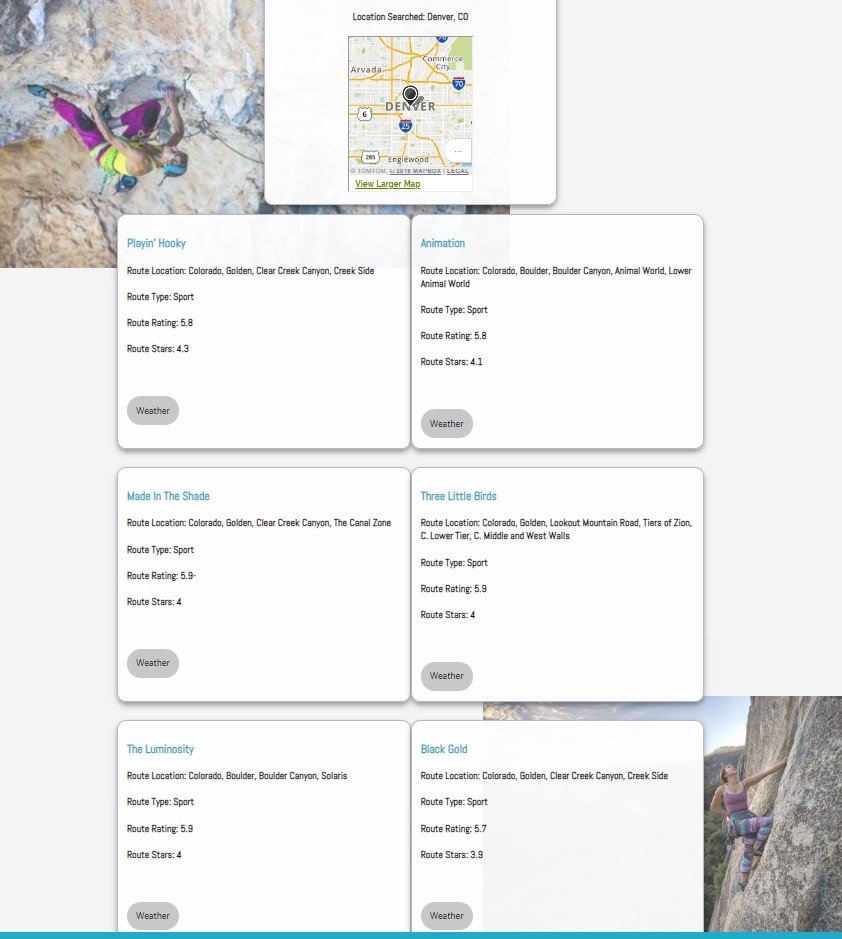 Location Searched: Denver, CO
70
Commerce
City
Arvada
70
DENVER
6
25
285
Englewood
...
© TOMTOM, © 2018 MAPBOX | LEGAL
View Larger Map
Playin' Hooky
Route Location: Colorado, Golden, Clear Creek Canyon, Creek Side
Route Type: Sport
Route Rating: 5.8
Route Stars: 4.3
Weather
Animation
Route Location: Colorado, Boulder, Boulder Canyon, Animal World, Lower
Animal World
Route Type: Sport
Route Rating: 5.8
Route Stars: 4.1
Weather
Made In The Shade
Route Location: Colorado, Golden, Clear Creek Canyon, The Canal Zone
Route Type: Sport
Route Rating: 5.9-
Route Stars: 4
Weather
Three Little Birds
Route Location: Colorado, Golden, Lookout Mountain Road, Tiers of Zion,
C. Lower Tier, C. Middle and West Walls
Route Type: Sport
Route Rating: 5.9
Route Stars: 4
Weather
The Luminosity
Route Location: Colorado, Boulder, Boulder Canyon, Solaris
Route Type: Sport
Route Rating: 5.9
Route Stars: 4
Weather
Black Gold
Route Location: Colorado, Golden, Clear Creek Canyon, Creek Side
Route Type: Sport
Route Rating: 5.7
Route Stars: 3.9
Weather